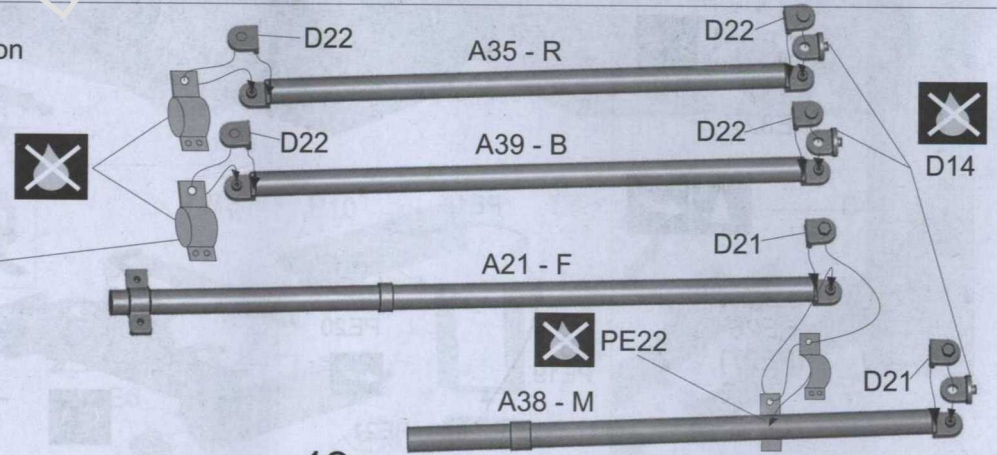 on
D22
A35 - R
D22
D22
A39 - B
D22
D14
D21
A21 - F
PE22
D21
A38 - M